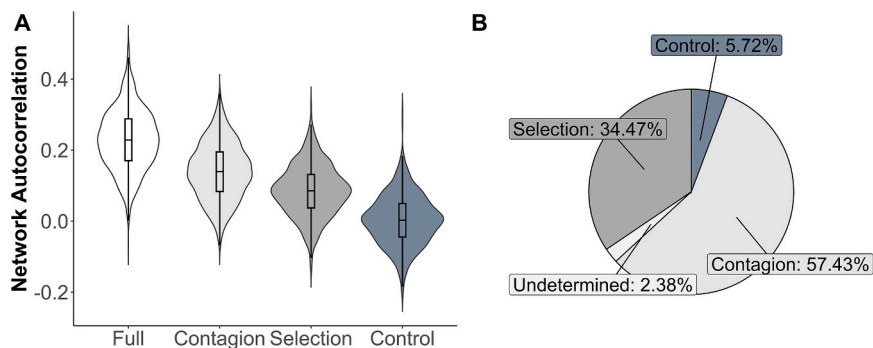 A
Network Autocorrelation
0.4
0.2
0.0
-0.2
Full
Contagion
Selection
Control
B
Control: 5.72%
Selection: 34.47%
Contagion: 57.43%
Undetermined: 2.38%